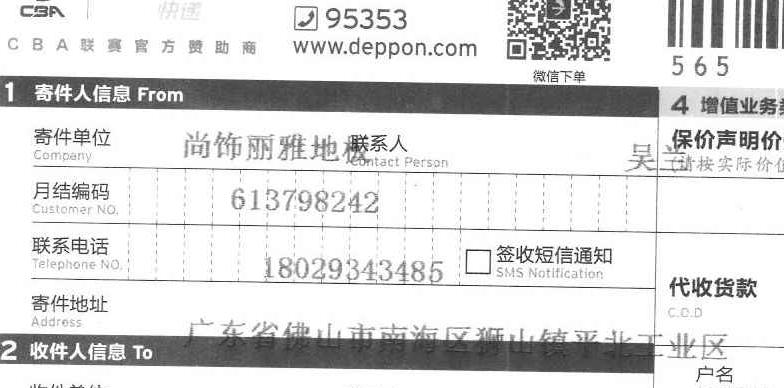 CBA 快递 95353
CBA联赛官方赞助商 www.deppon.com
微信下单
565
1 寄件人信息 From
4 增值业务
寄件单位 尚饰丽雅地板 联系人 吴兰
Company Contact Person
保价声明价
(请按实际价值
月结编码 613798242
Customer NO.
联系电话 18029343485 签收短信通知
Telephone NO. SMS Notification
代收货款
C.O.D
寄件地址 广东省佛山市南海区狮山镇平北工业区
Address
2 收件人信息 To
户名